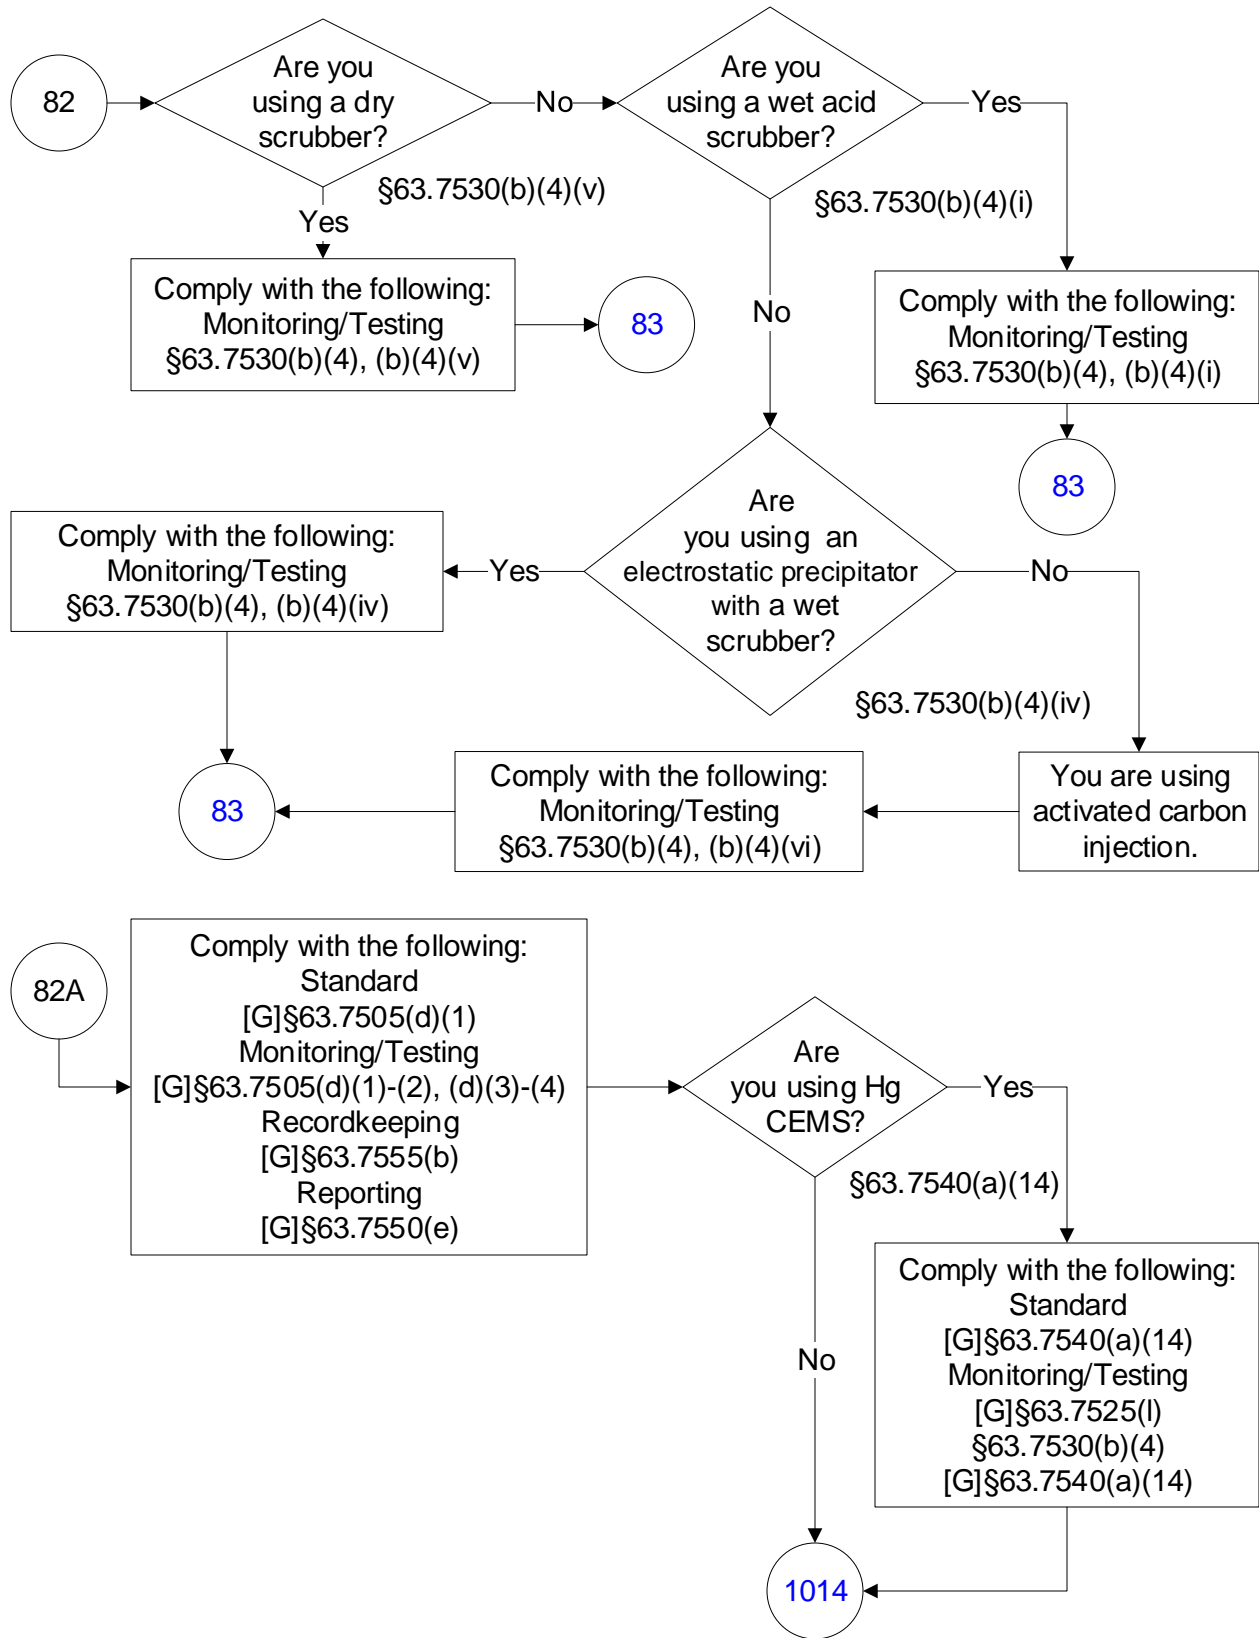 82
Are you
using a dry
scrubber?
No
Are you
using a wet acid
scrubber?
Yes
§63.7530(b)(4)(v)
§63.7530(b)(4)(i)
Yes
Comply with the following:
Monitoring/Testing
§63.7530(b)(4), (b)(4)(v)
83
No
Comply with the following:
Monitoring/Testing
§63.7530(b)(4), (b)(4)(i)
83
Comply with the following:
Monitoring/Testing
§63.7530(b)(4), (b)(4)(iv)
Yes
Are
you using an
electrostatic precipitator
with a wet
scrubber?
No
§63.7530(b)(4)(iv)
83
Comply with the following:
Monitoring/Testing
§63.7530(b)(4), (b)(4)(vi)
You are using
activated carbon
injection.
82A
Comply with the following:
Standard
[G]§63.7505(d)(1)
Monitoring/Testing
[G]§63.7505(d)(1)-(2), (d)(3)-(4)
Recordkeeping
[G]§63.7555(b)
Reporting
[G]§63.7550(e)
Are
you using Hg
CEMS?
Yes
§63.7540(a)(14)
No
Comply with the following:
Standard
[G]§63.7540(a)(14)
Monitoring/Testing
[G]§63.7525(l)
§63.7530(b)(4)
[G]§63.7540(a)(14)
1014